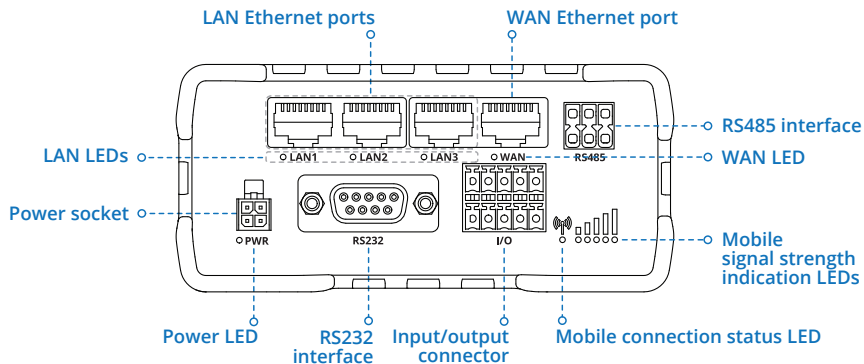 LAN Ethernet ports
WAN Ethernet port
RS485 interface
LAN LEDs
LAN1
LAN2
LAN3
WAN
RS485
WAN LED
Power socket
PWR
RS232
I/O
Mobile
signal strength
indication LEDs
Power LED
RS232
interface
Input/output
connector
Mobile connection status LED